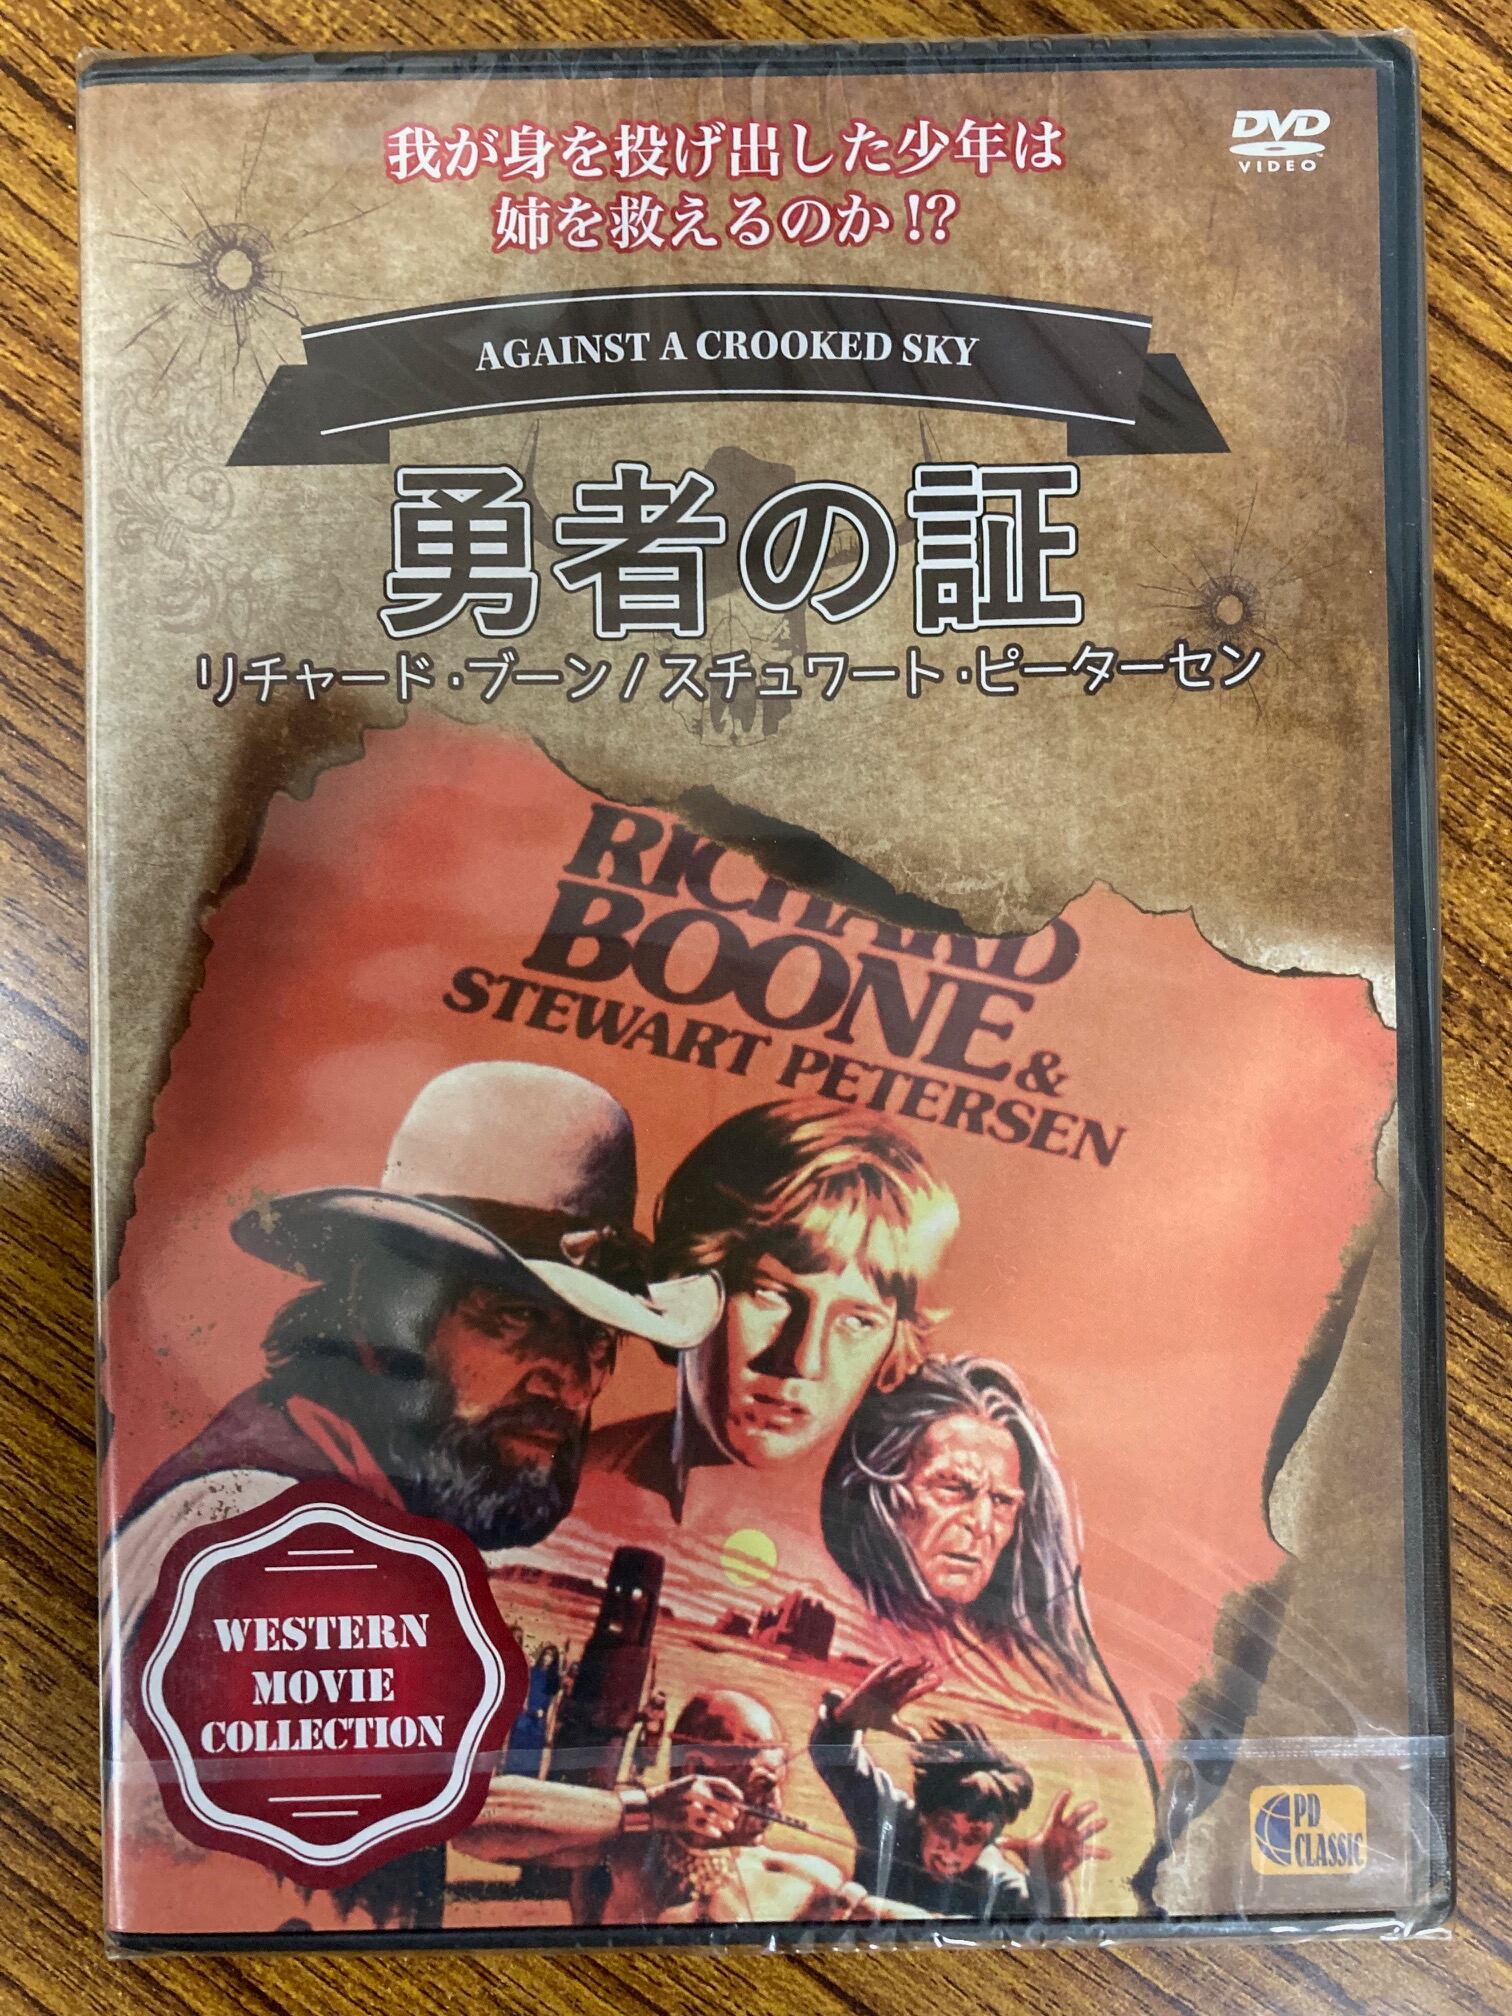 我が身を投げ出した少年は
姉を救えるのか!?
DVD
VIDEO™
AGAINST A CROOKED SKY
勇者の証
リチャード・ブーン/スチュワート・ピーターセン
RICHARD
BOONE &
STEWART PETERSEN
WESTERN
MOVIE
COLLECTION
PD
CLASSIC